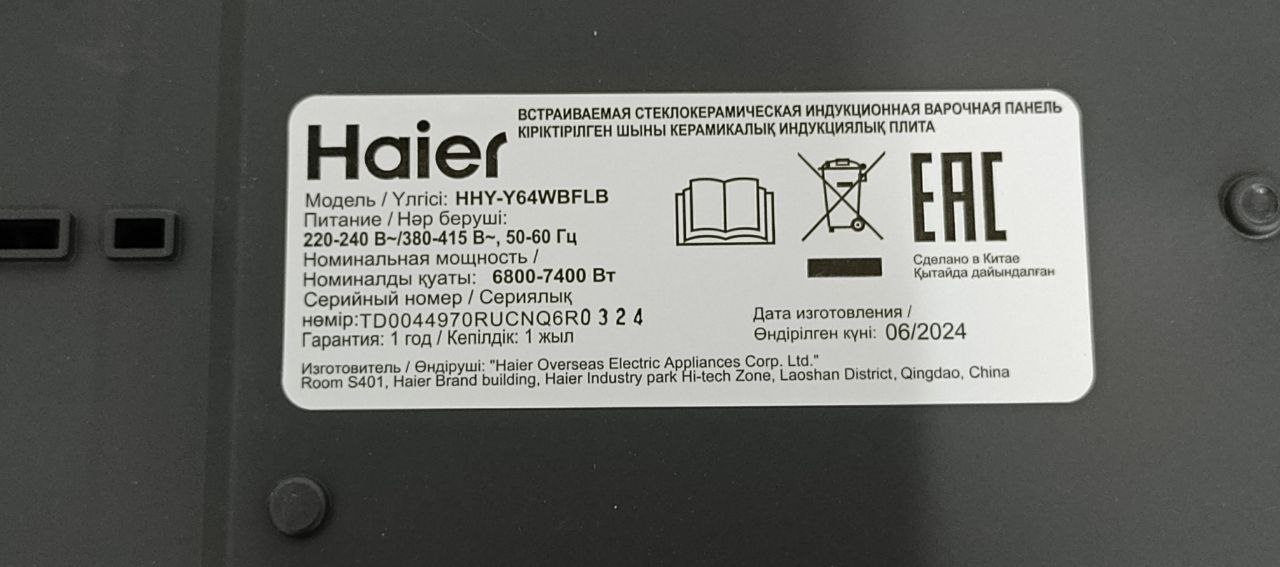 Haier
ВСТРАИВАЕМАЯ СТЕКЛОКЕРАМИЧЕСКАЯ ИНДУКЦИОННАЯ ВАРОЧНАЯ ПАНЕЛЬ
КІРІКТІРІЛГЕН ШЫНЫ КЕРАМИКАЛЫҚ ИНДУКЦИЯЛЫҚ ПЛИТА
Модель / Үлгісі: HHY-Y64WBFLB
Питание / Нәр беруші:
220-240 В~/380-415 В~, 50-60 Гц
Номинальная мощность /
Номиналды қуаты: 6800-7400 Вт
Серийный номер / Сериялық
нөмір:TD0044970RUCNQ6R0324
Гарантия: 1 год / Кепілдік: 1 жыл
EAC
Сделано в Китае
Қытайда дайындалған
Дата изготовления /
Өндірілген күні: 06/2024
Изготовитель / Өндіруші: "Haier Overseas Electric Appliances Corp. Ltd."
Room S401, Haier Brand building, Haier Industry park Hi-tech Zone, Laoshan District, Qingdao, China